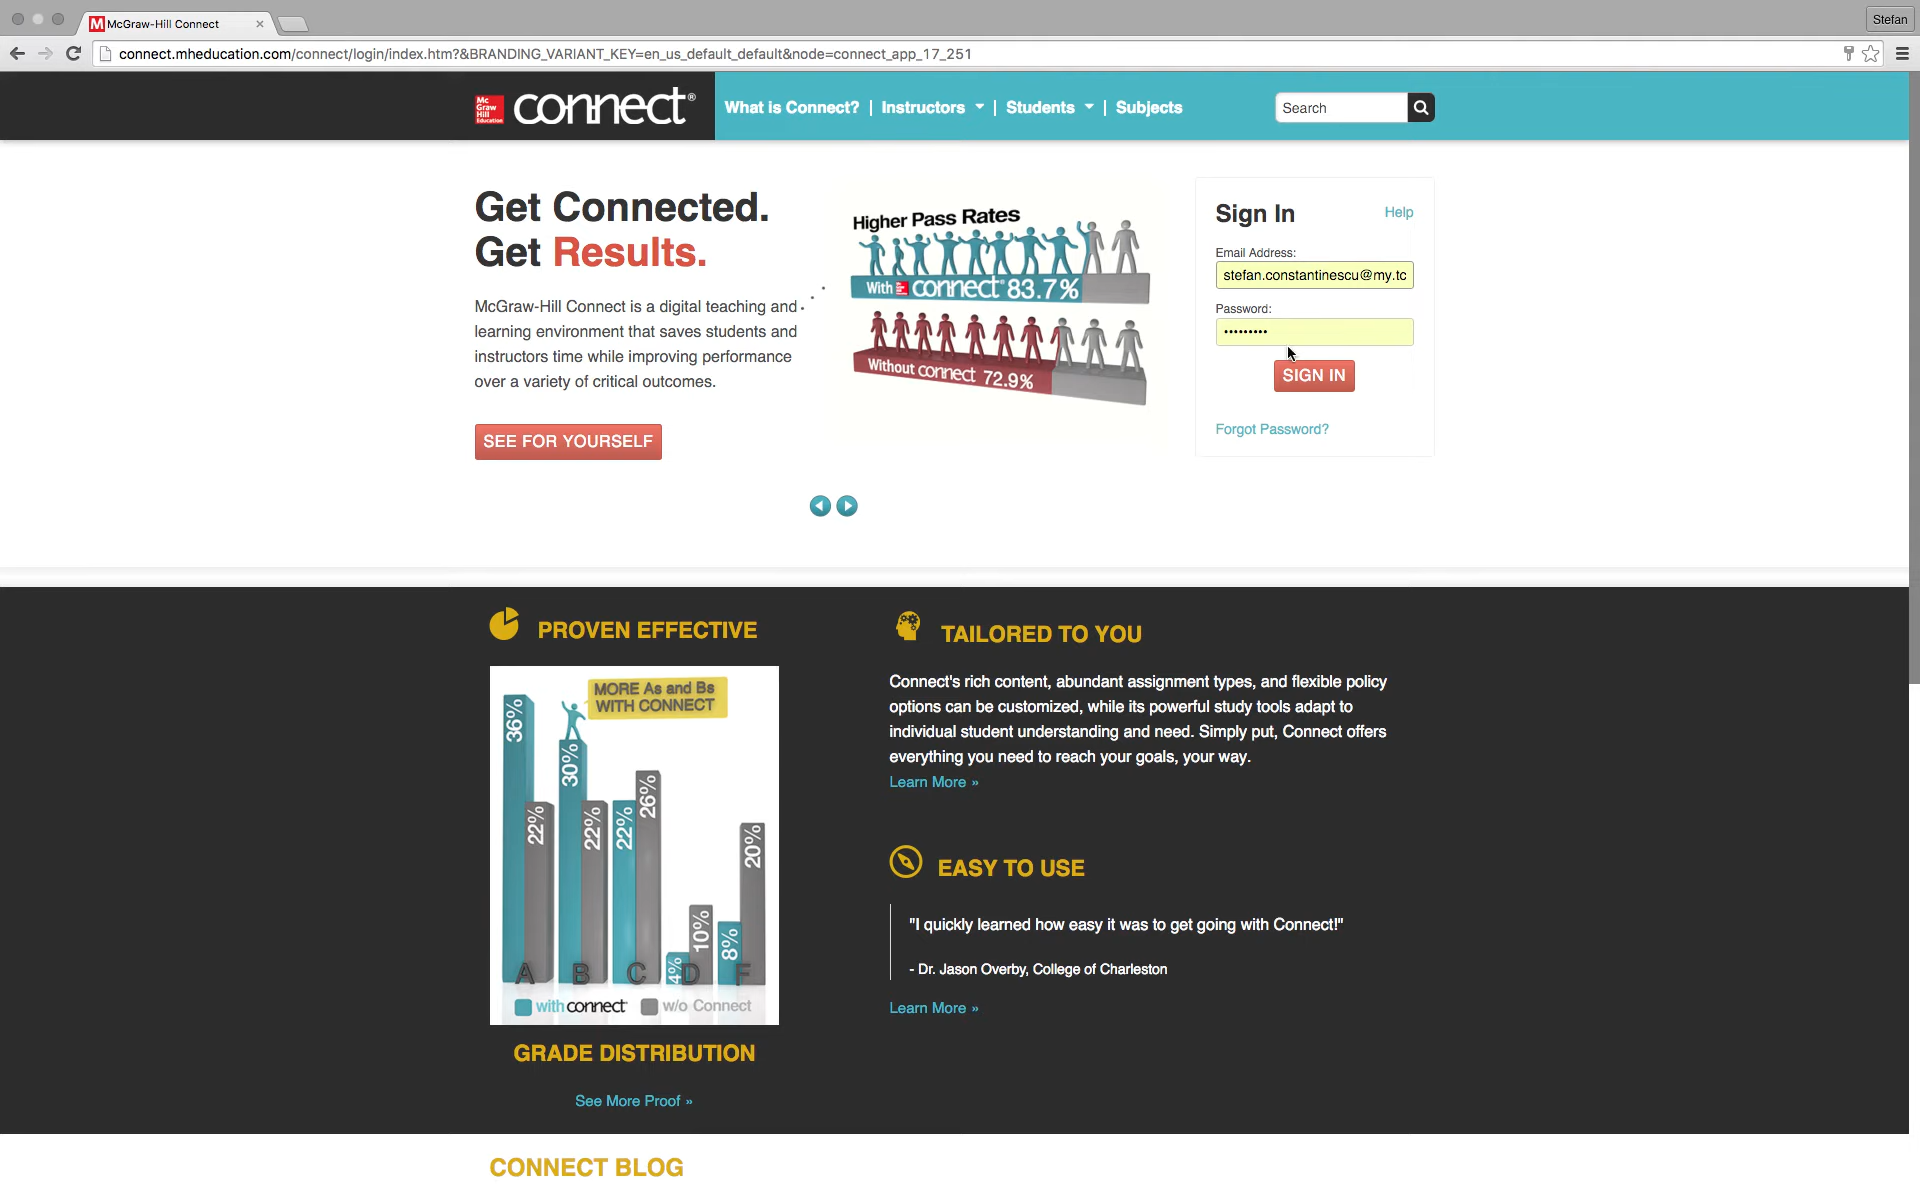 McGraw-Hill Connect
Stefan
connect.mheducation.com/connect/login/index.htm?&BRANDING_VARIANT_KEY=en_us_default_default&node=connect_app_17_251
Mc Graw Hill Education connect®
What is Connect? | Instructors | Students | Subjects
Search
Get Connected.
Get Results.
McGraw-Hill Connect is a digital teaching and
learning environment that saves students and
instructors time while improving performance
over a variety of critical outcomes.
SEE FOR YOURSELF
Higher Pass Rates
With connect® 83.7%
Without connect 72.9%
Sign In
Help
Email Address:
stefan.constantinescu@my.tc
Password:
•••••••••
SIGN IN
Forgot Password?
PROVEN EFFECTIVE
MORE As and Bs
WITH CONNECT
36%
22%
30%
22%
22%
26%
4%
10%
8%
20%
A B C D F
with connect® w/o Connect
GRADE DISTRIBUTION
See More Proof »
TAILORED TO YOU
Connect's rich content, abundant assignment types, and flexible policy
options can be customized, while its powerful study tools adapt to
individual student understanding and need. Simply put, Connect offers
everything you need to reach your goals, your way.
Learn More »
EASY TO USE
"I quickly learned how easy it was to get going with Connect!"
- Dr. Jason Overby, College of Charleston
Learn More »
CONNECT BLOG